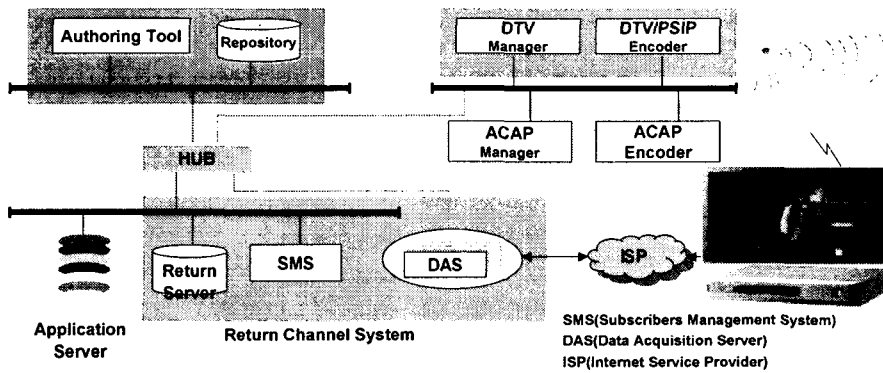 Authoring Tool
Repository
DTV
Manager
DTV/PSIP
Encoder
ACAP
Manager
ACAP
Encoder
HUB
Return
Server
SMS
DAS
ISP
Application
Server
Return Channel System
SMS(Subscribers Management System)
DAS(Data Acquisition Server)
ISP(Internet Service Provider)